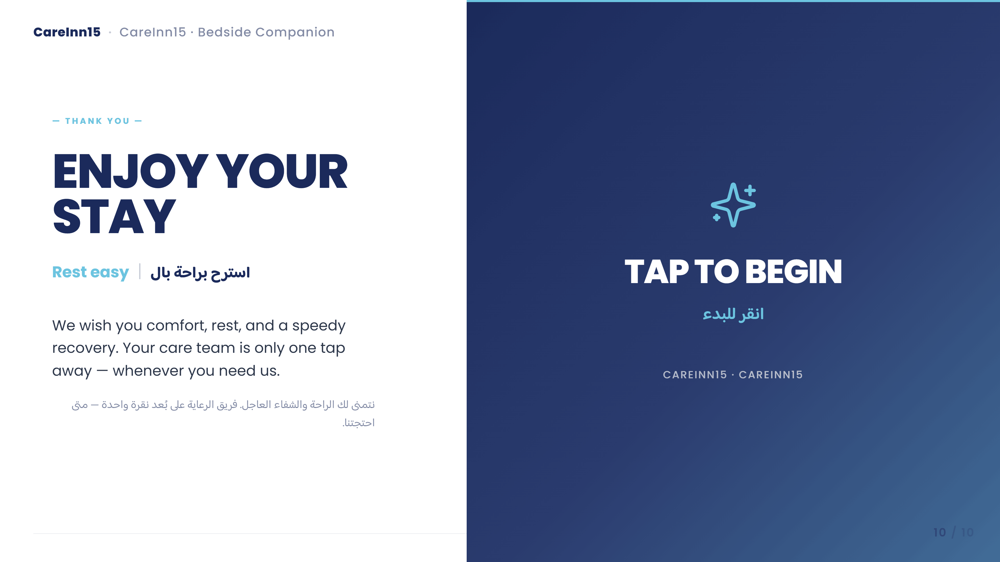 CareInn15 · CareInn15 · Bedside Companion
— THANK YOU —
ENJOY YOUR
STAY
Rest easy | استرح براحة بال
We wish you comfort, rest, and a speedy
recovery. Your care team is only one tap
away — whenever you need us.
نتمنى لك الراحة والشفاء العاجل. فريق الرعاية على بُعد نقرة واحدة — متى
احتجتنا.
TAP TO BEGIN
انقر للبدء
CAREINN15 · CAREINN15
10 / 10